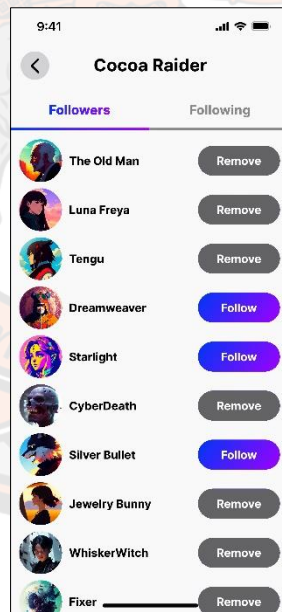 9:41
Cocoa Raider
Followers Following
The Old Man Remove
Luna Freya Remove
Tengu Remove
Dreamweaver Follow
Starlight Follow
CyberDeath Remove
Silver Bullet Follow
Jewelry Bunny Remove
WhiskerWitch Remove
Fixer Remove